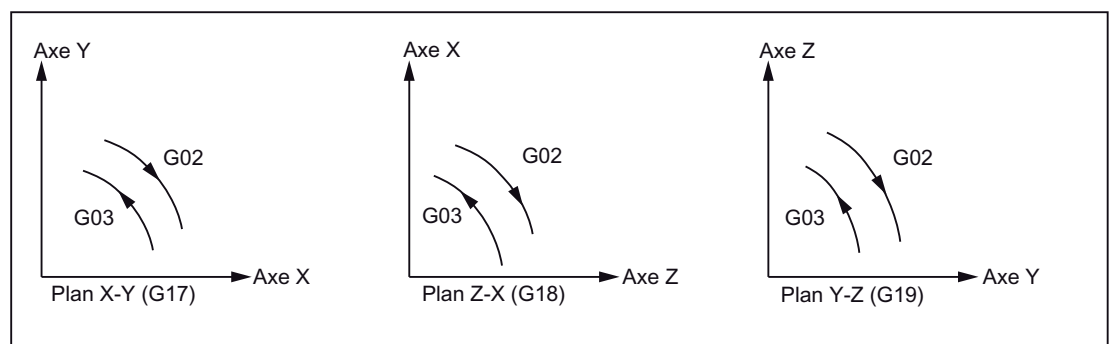 Axe Y
G02
G03
Axe X
Plan X-Y (G17)
Axe X
G02
G03
Axe Z
Plan Z-X (G18)
Axe Z
G02
G03
Axe Y
Plan Y-Z (G19)